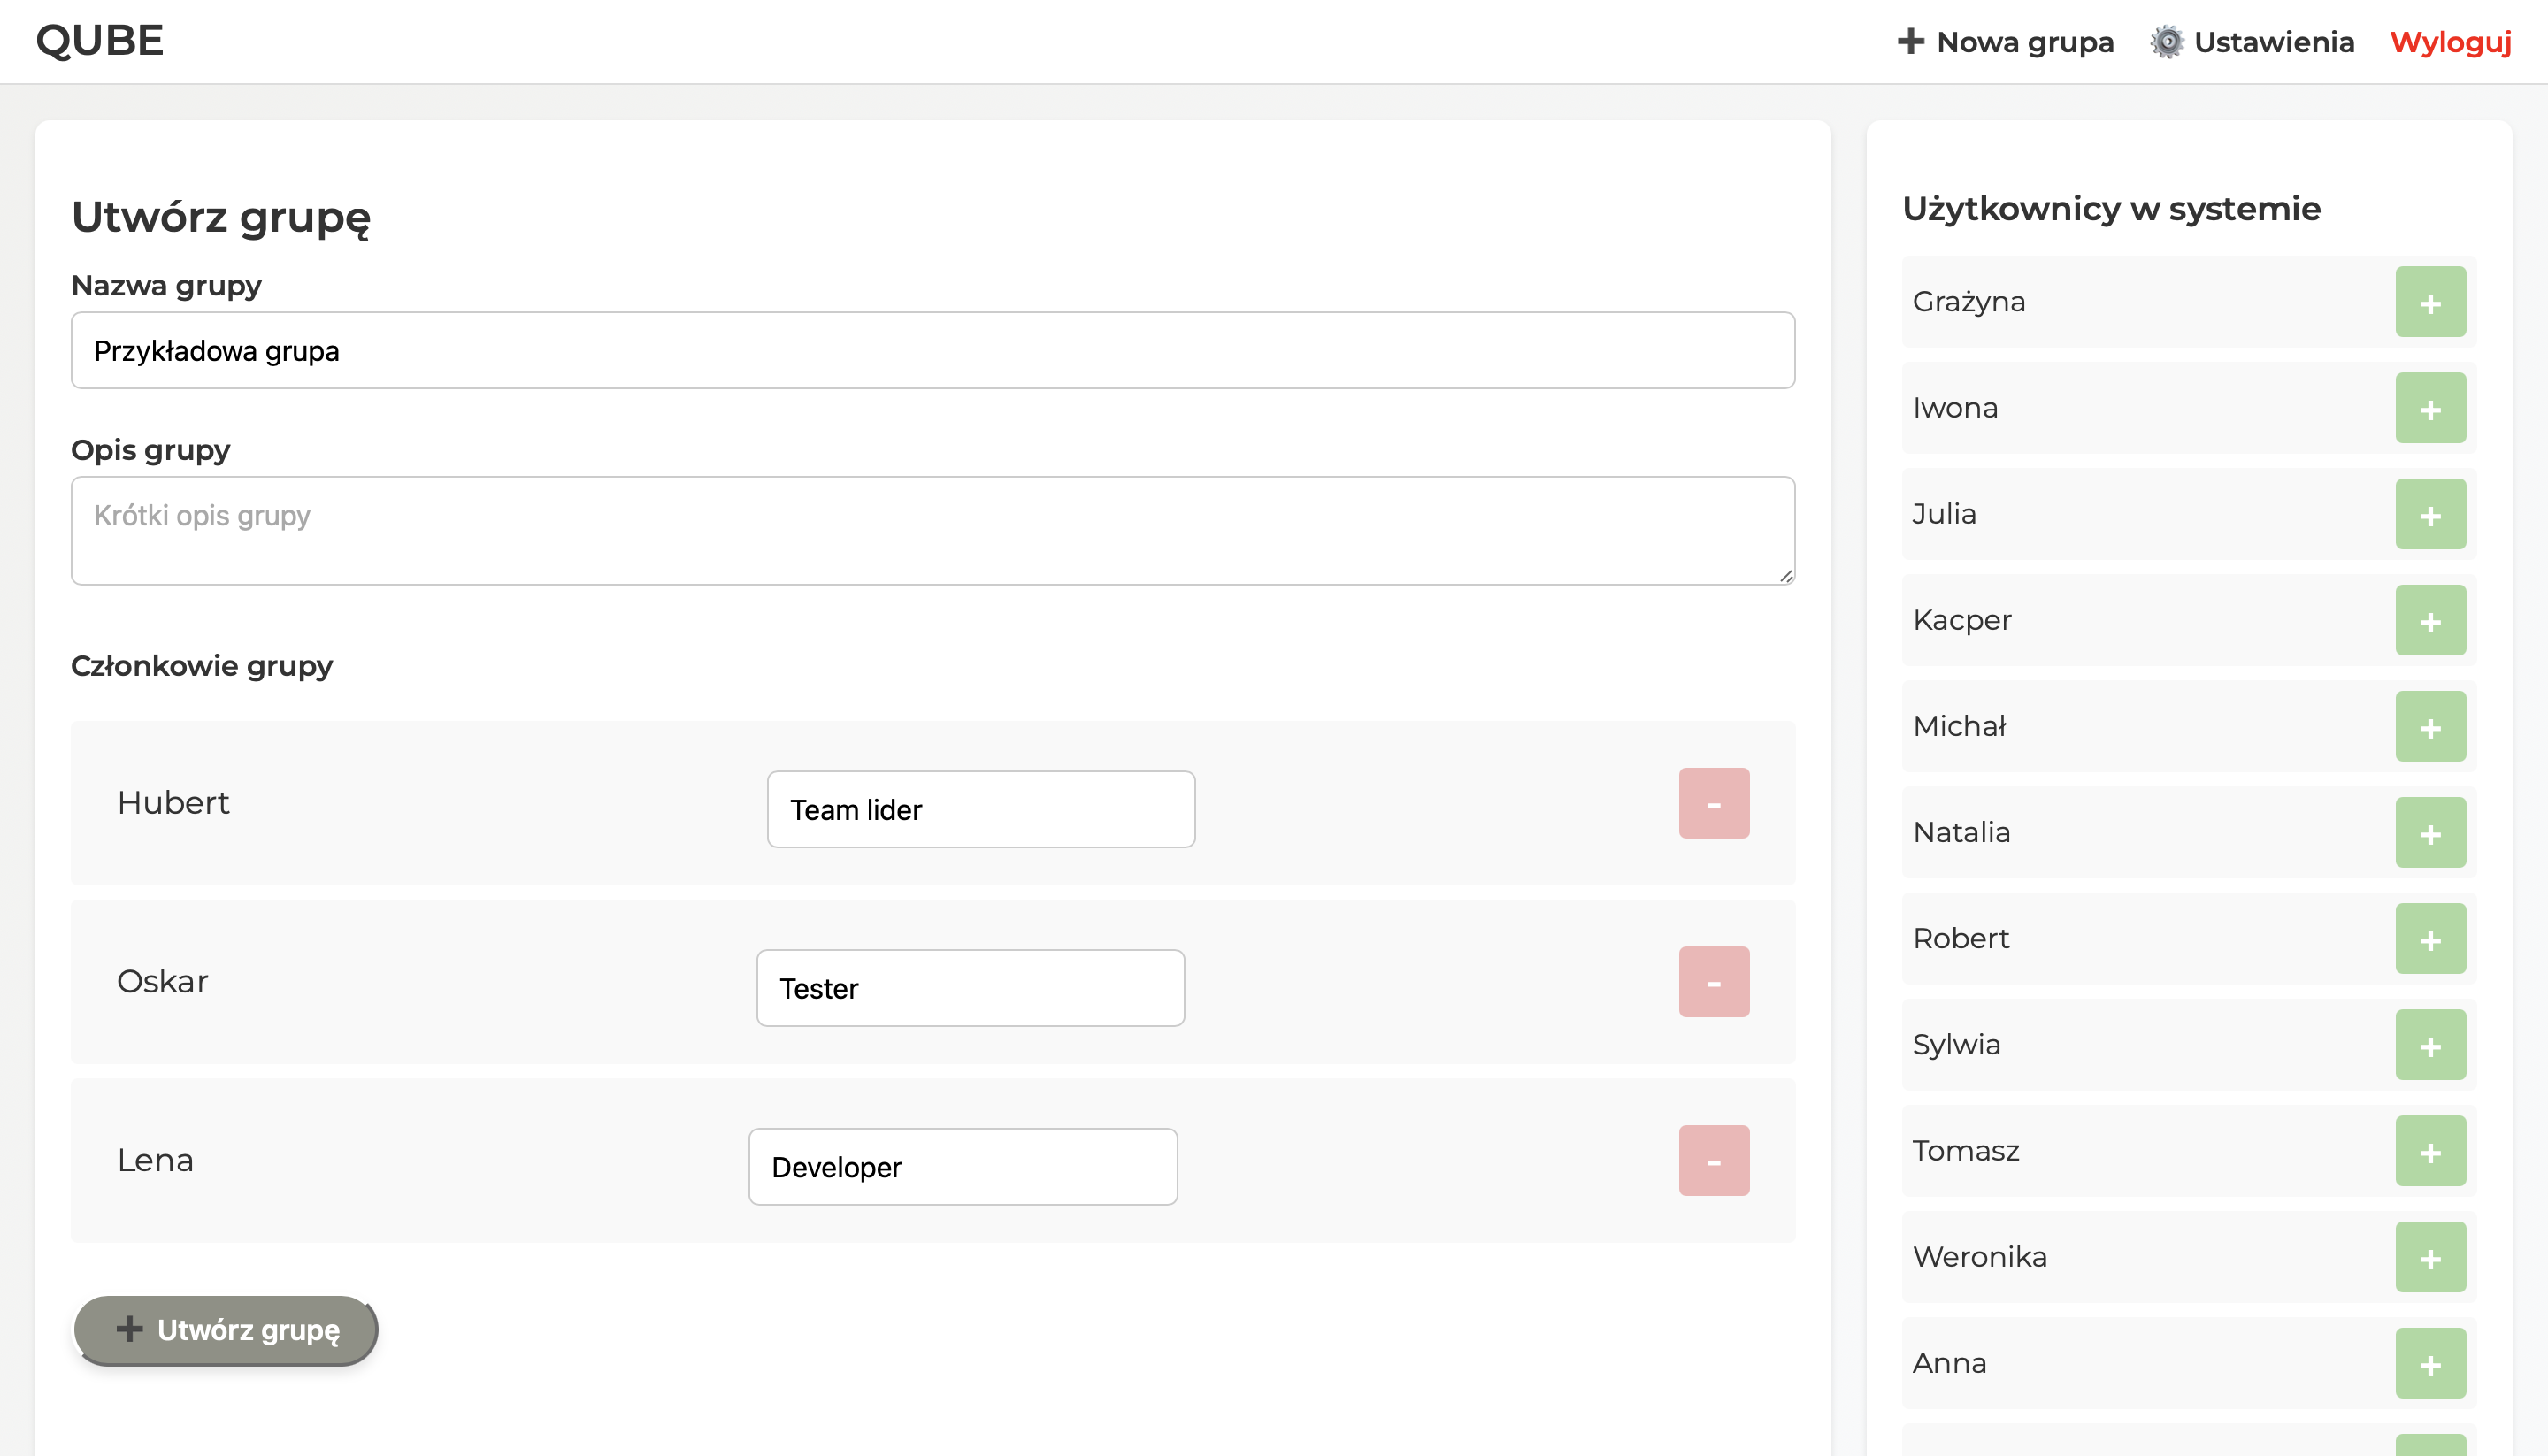 QUBE
➕ Nowa grupa ⚙️ Ustawienia Wyloguj
Utwórz grupę
Nazwa grupy
Przykładowa grupa
Opis grupy
Krótki opis grupy
Członkowie grupy
Hubert Team lider -
Oskar Tester -
Lena Developer -
➕ Utwórz grupę
Użytkownicy w systemie
Grażyna +
Iwona +
Julia +
Kacper +
Michał +
Natalia +
Robert +
Sylwia +
Tomasz +
Weronika +
Anna +